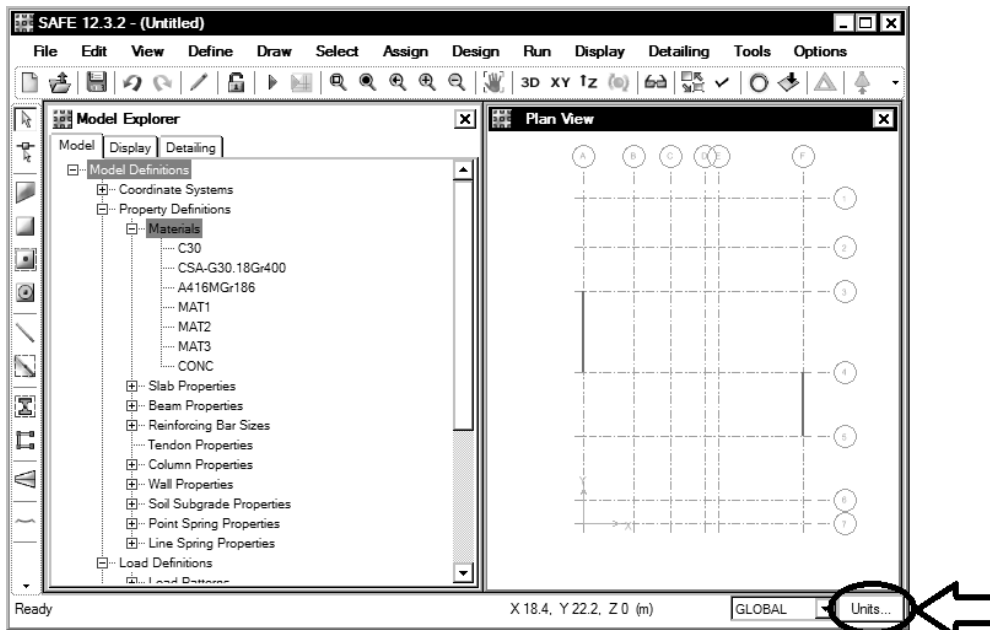 SAFE 12.3.2 - (Untitled)
File Edit View Define Draw Select Assign Design Run Display Detailing Tools Options
3D XY 1Z
Model Explorer
Model Display Detailing
Model Definitions
Coordinate Systems
Property Definitions
Materials
C30
CSA-G30.18Gr400
A416MGr186
MAT1
MAT2
MAT3
CONC
Slab Properties
Beam Properties
Reinforcing Bar Sizes
Tendon Properties
Column Properties
Wall Properties
Soil Subgrade Properties
Point Spring Properties
Line Spring Properties
Load Definitions
Load Patterns
Plan View
A B C D E F
1
2
3
4
5
Y
6
X
7
Ready X 18.4, Y 22.2, Z 0 (m) GLOBAL Units...